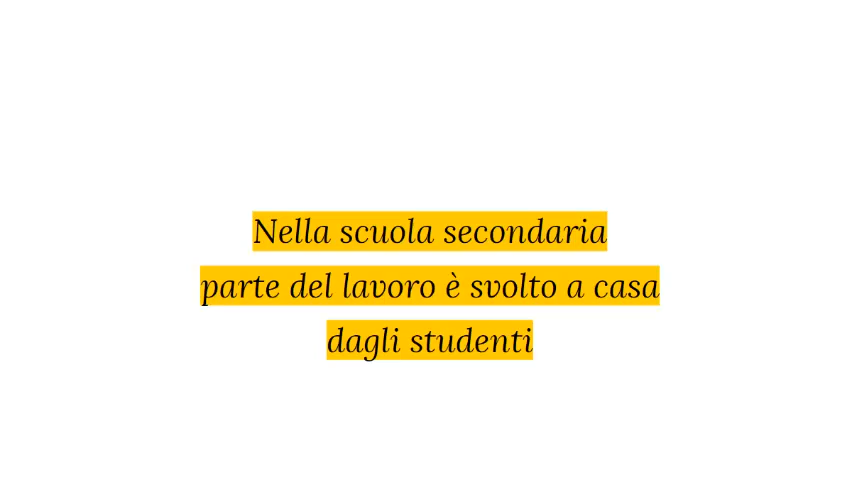 Nella scuola secondaria
parte del lavoro è svolto a casa
dagli studenti